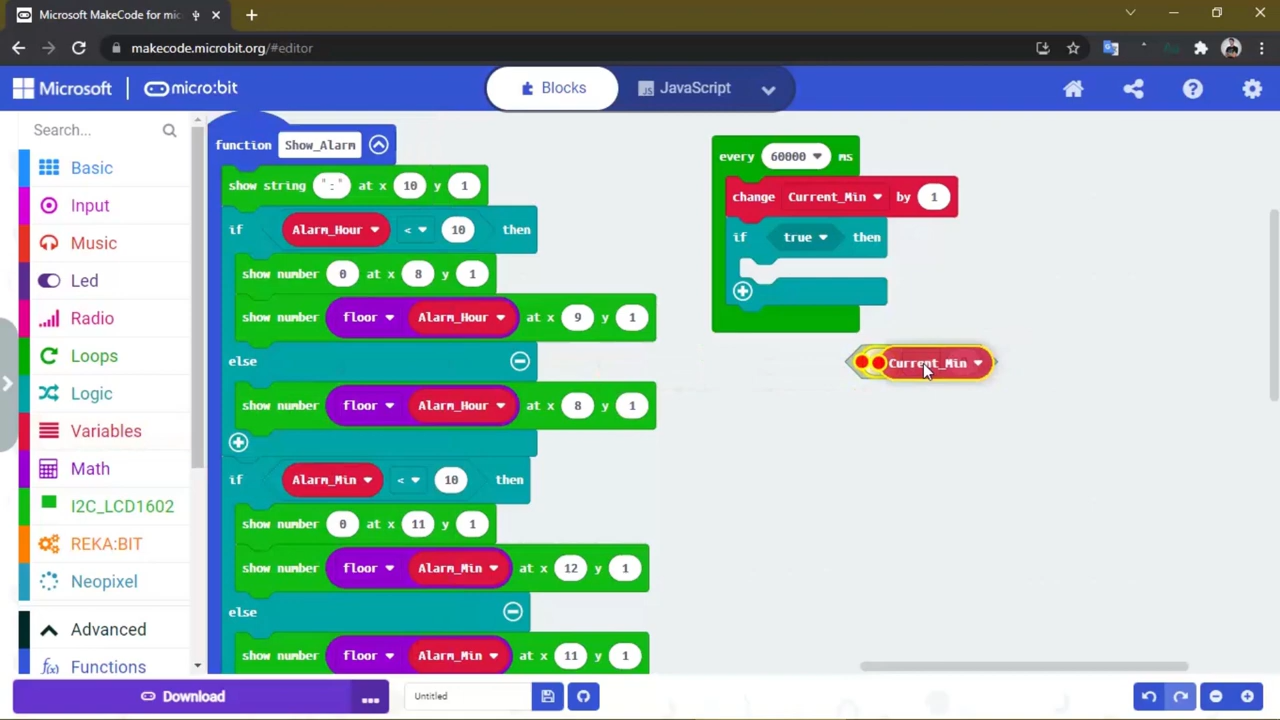 Microsoft MakeCode for mic
makecode.microbit.org/#editor
Microsoft micro:bit Blocks JS JavaScript
Search...
Basic
Input
Music
Led
Radio
Loops
Logic
Variables
Math
I2C_LCD1602
REKA:BIT
Neopixel
Advanced
f(x) Functions
function Show_Alarm
show string ":" at x 10 y 1
if Alarm_Hour < 10 then
show number 0 at x 8 y 1
show number floor Alarm_Hour at x 9 y 1
else
show number floor Alarm_Hour at x 8 y 1
if Alarm_Min < 10 then
show number 0 at x 11 y 1
show number floor Alarm_Min at x 12 y 1
else
show number floor Alarm_Min at x 11 y 1
every 60000 ms
change Current_Min by 1
if true then
Current_Min
Download ... Untitled